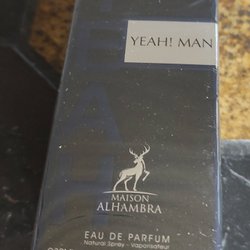 YEAH! MAN
MAISON
ALHAMBRA
EAU DE PARFUM
Natural Spray - Vaporisateur